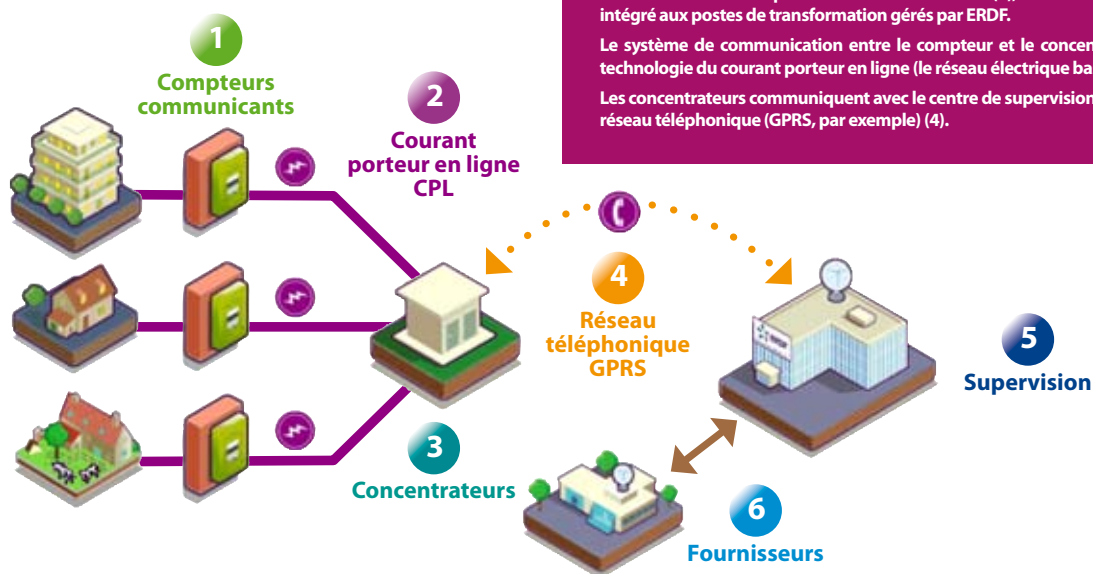 intégré aux postes de transformation gérés par ERDF.
Le système de communication entre le compteur et le
technologie du courant porteur en ligne (le réseau électrique
Les concentrateurs communiquent avec le centre de supervision
réseau téléphonique (GPRS, par exemple) (4).
1
Compteurs
communicants
2
Courant
porteur en ligne
CPL
4
Réseau
téléphonique
GPRS
5
Supervision
3
Concentrateurs
6
Fournisseurs